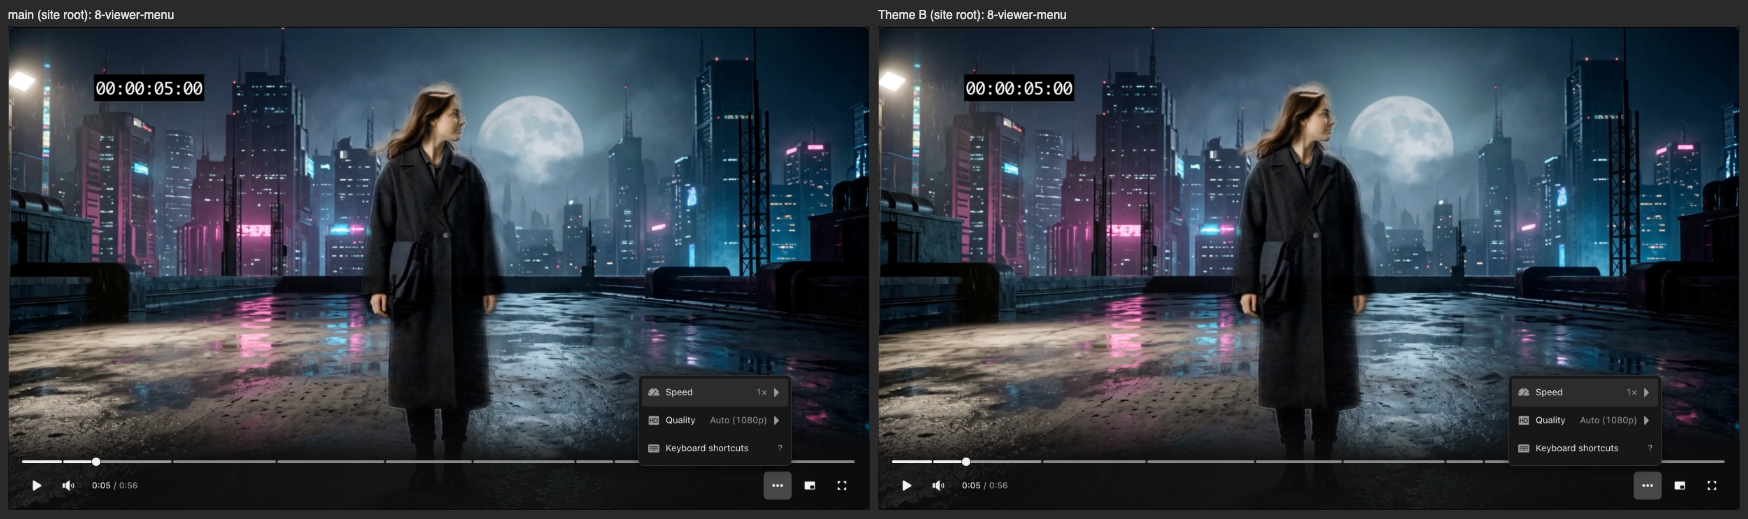 main (site root): 8-viewer-menu
00:00:05:00
Speed 1×
Quality Auto (1080p)
Keyboard shortcuts ?
0:05 / 0:56
Theme B (site root): 8-viewer-menu
00:00:05:00
Speed 1×
Quality Auto (1080p)
Keyboard shortcuts ?
0:05 / 0:56